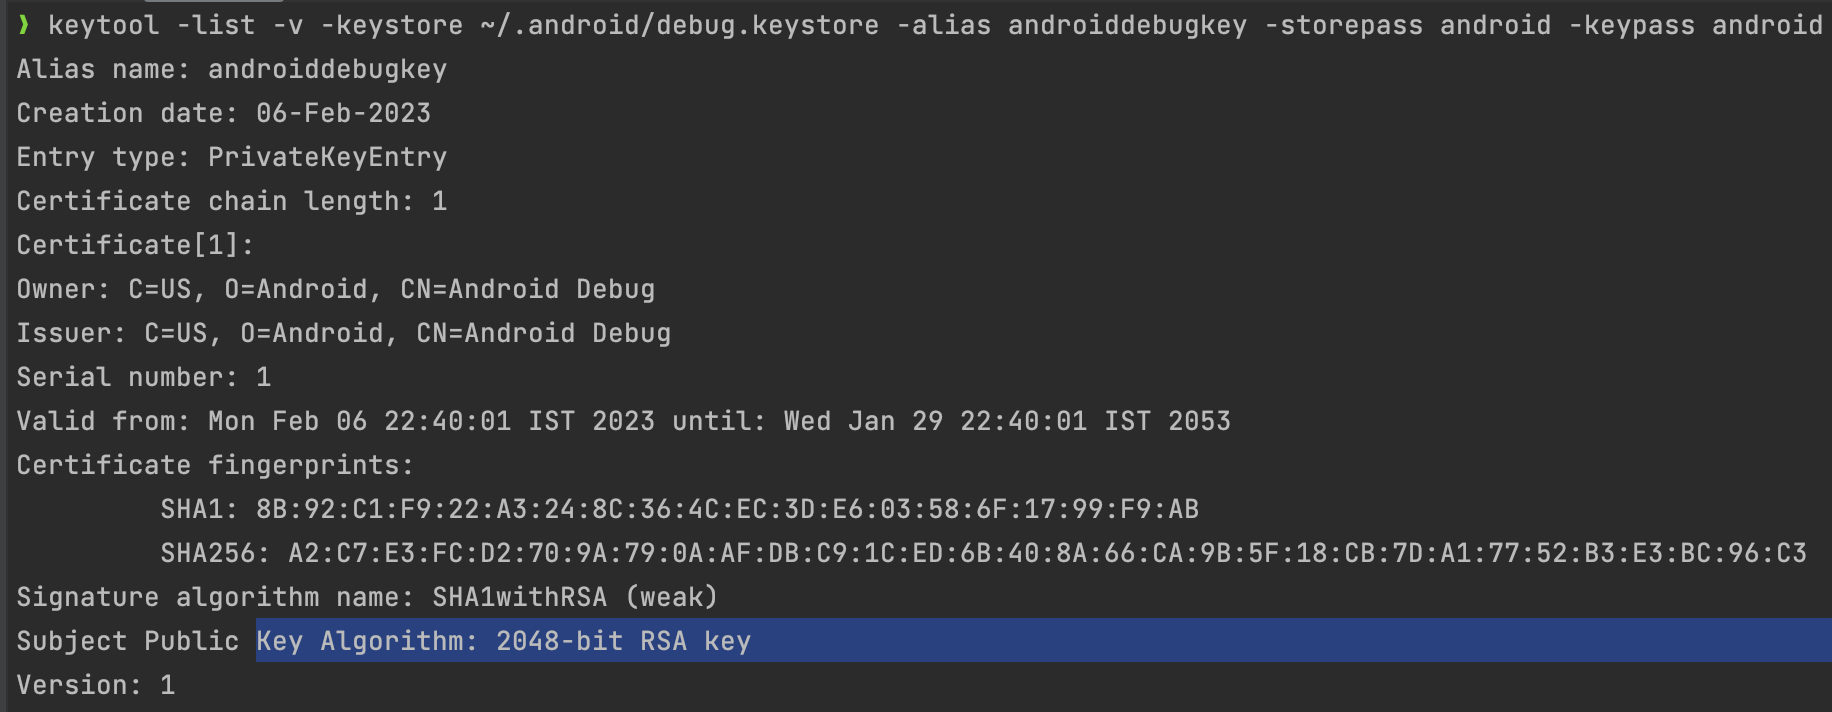 ❯ keytool -list -v -keystore ~/.android/debug.keystore -alias androiddebugkey -storepass android -keypass android
Alias name: androiddebugkey
Creation date: 06-Feb-2023
Entry type: PrivateKeyEntry
Certificate chain length: 1
Certificate[1]:
Owner: C=US, O=Android, CN=Android Debug
Issuer: C=US, O=Android, CN=Android Debug
Serial number: 1
Valid from: Mon Feb 06 22:40:01 IST 2023 until: Wed Jan 29 22:40:01 IST 2053
Certificate fingerprints:
SHA1: 8B:92:C1:F9:22:A3:24:8C:36:4C:EC:3D:E6:03:58:6F:17:99:F9:AB
SHA256: A2:C7:E3:FC:D2:70:9A:79:0A:AF:DB:C9:1C:ED:6B:40:8A:66:CA:9B:5F:18:CB:7D:A1:77:52:B3:E3:BC:96:C3
Signature algorithm name: SHA1withRSA (weak)
Subject Public Key Algorithm: 2048-bit RSA key
Version: 1